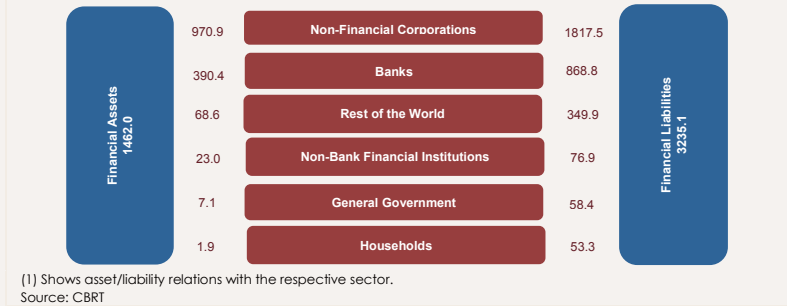 Financial Assets
1462.0
970.9 Non-Financial Corporations 1817.5
390.4 Banks 868.8
68.6 Rest of the World 349.9
23.0 Non-Bank Financial Institutions 76.9
7.1 General Government 58.4
1.9 Households 53.3
Financial Liabilities
3235.1
(1) Shows asset/liability relations with the respective sector.
Source: CBRT